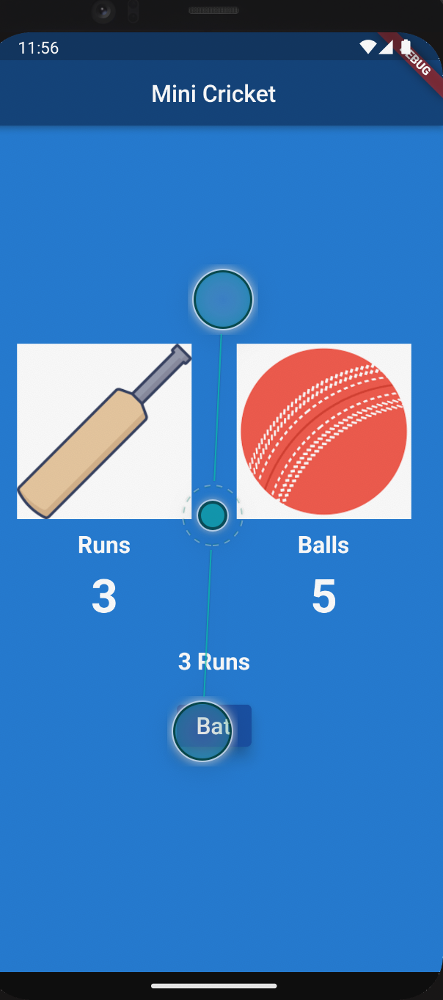 11:56
DEBUG
Mini Cricket
Runs
Balls
3
5
3 Runs
Bat